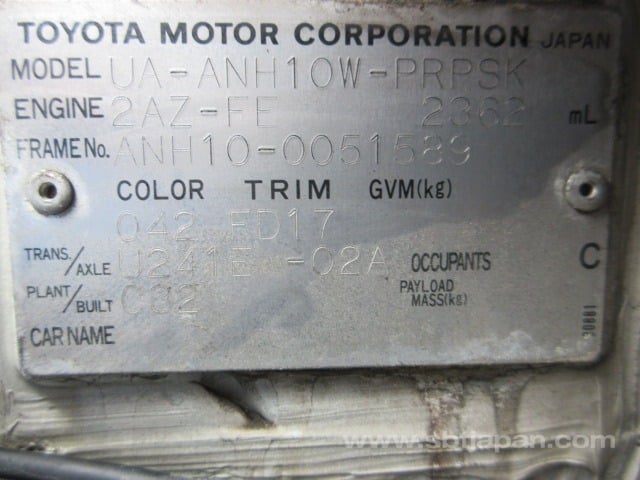 TOYOTA MOTOR CORPORATION JAPAN
MODEL UA-ANH10W-PRPSK
ENGINE 2AZ-FE 2362 mL
FRAME No. ANH10-0051589
COLOR TRIM GVM(kg)
042 FD17
TRANS./AXLE U241E -02A OCCUPANTS C
PLANT/BUILT C32 PAYLOAD MASS(kg)
CAR NAME
30881
www.sbtjapan.com